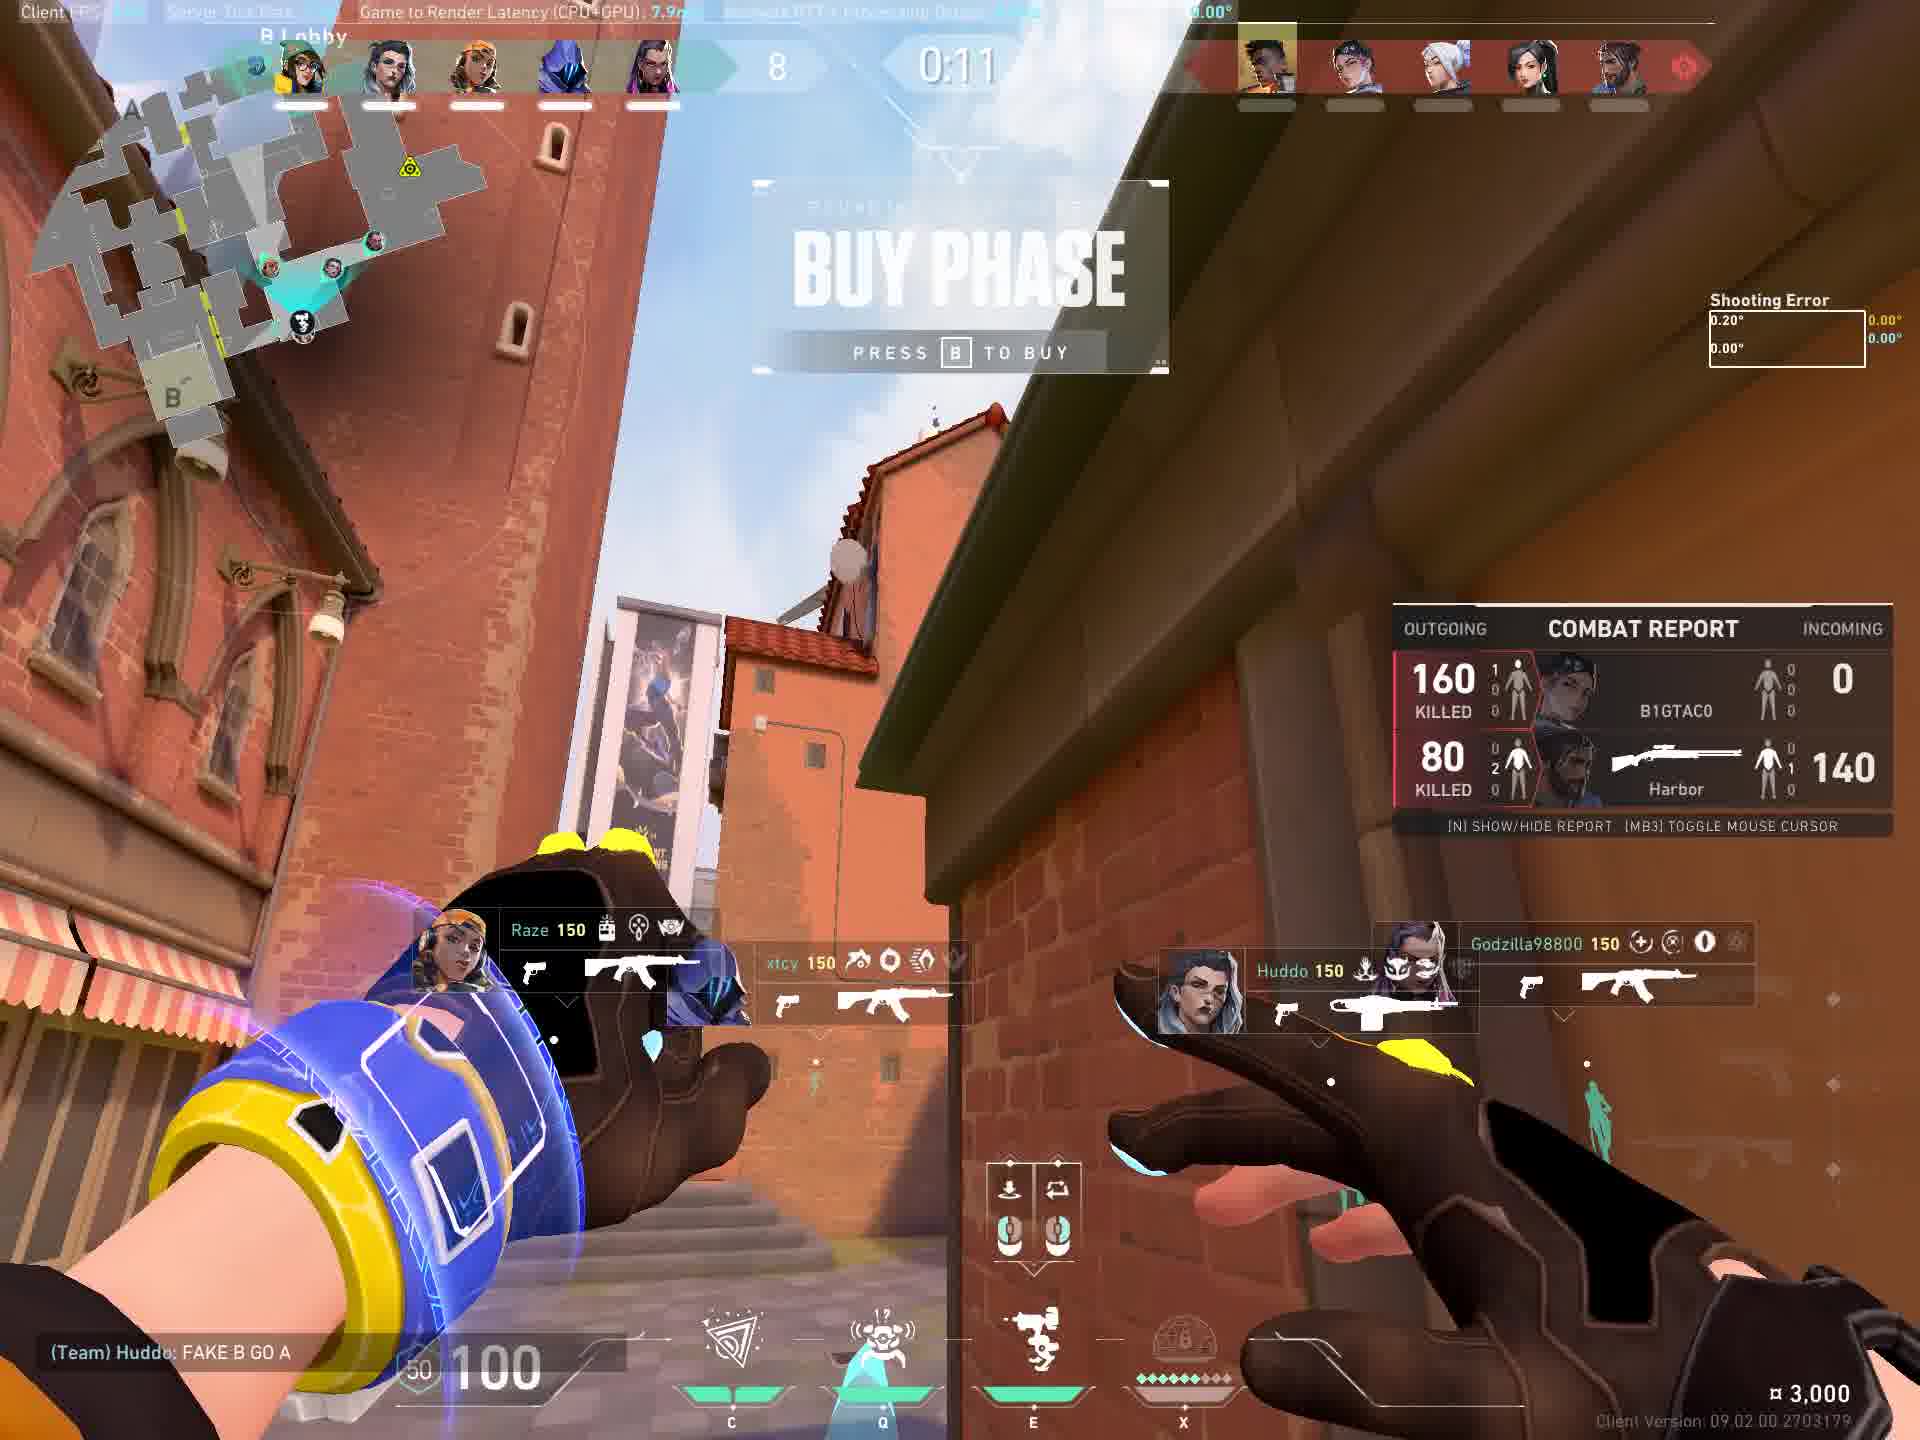 Game to Render Latency (CPU+GPU): 7.9
0.00°
B Lobby
8
0:11
A
B
BUY PHASE
PRESS B TO BUY
Shooting Error
0.20°
0.00°
0.00°
0.00°
OUTGOING COMBAT REPORT INCOMING
160 1 0 0 0
0 0
KILLED 0 B1GTAC0 0
80 0 0 140
2 1
KILLED 0 Harbor 0
[N] SHOW/HIDE REPORT [MB3] TOGGLE MOUSE CURSOR
Raze 150
xtcy 150
Huddo 150
Godzilla98800 150
(Team) Huddo: FAKE B GO A
50 100
C Q E X
¤ 3,000
Client Version: 09.02.00.2703179